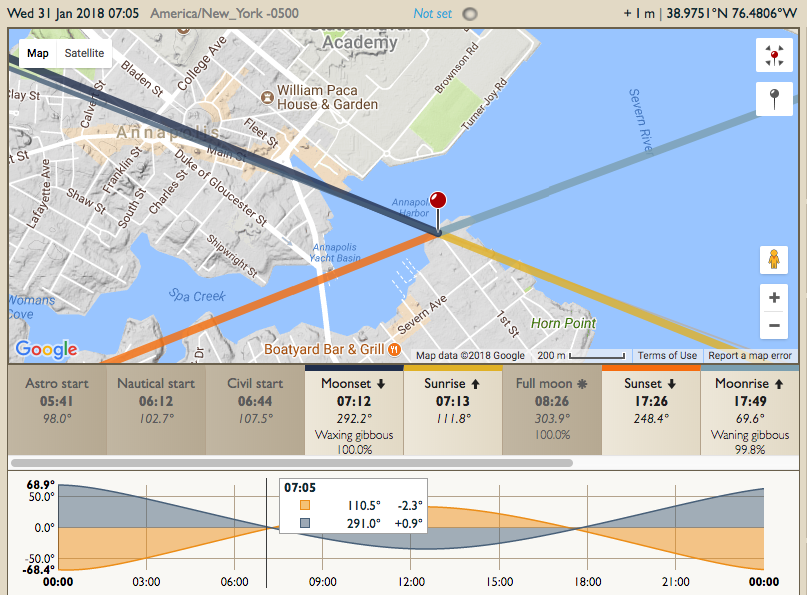 Wed 31 Jan 2018 07:05 America/New_York -0500 Not set + 1 m | 38.9751°N 76.4806°W
Map Satellite
Academy
College Ave
Bladen St
Brownson Rd
Turner Joy Rd
Severn River
William Paca
House & Garden
Clay St
Calvert St
Annapolis
Fleet St
Main St
Franklin St
Duke of Gloucester St
Charles St
Lafayette Ave
Shaw St
South St
Shipwright St
Annapolis
Harbor
Annapolis
Yacht Basin
Spa Creek
Womans
Cove
Severn Ave
1st St
Horn Point
Boatyard Bar & Grill
Google
Map data ©2018 Google 200 m Terms of Use Report a map error
Astro start Nautical start Civil start Moonset Sunrise Full moon Sunset Moonrise
05:41 06:12 06:44 07:12 07:13 08:26 17:26 17:49
98.0° 102.7° 107.5° 292.2° 111.8° 303.9° 248.4° 69.6°
Waxing gibbous 100.0% Waning gibbous
100.0% 99.8%
68.9°
50.0°
0.0°
-50.0°
-68.4°
07:05
110.5° -2.3°
291.0° +0.9°
00:00 03:00 06:00 09:00 12:00 15:00 18:00 21:00 00:00